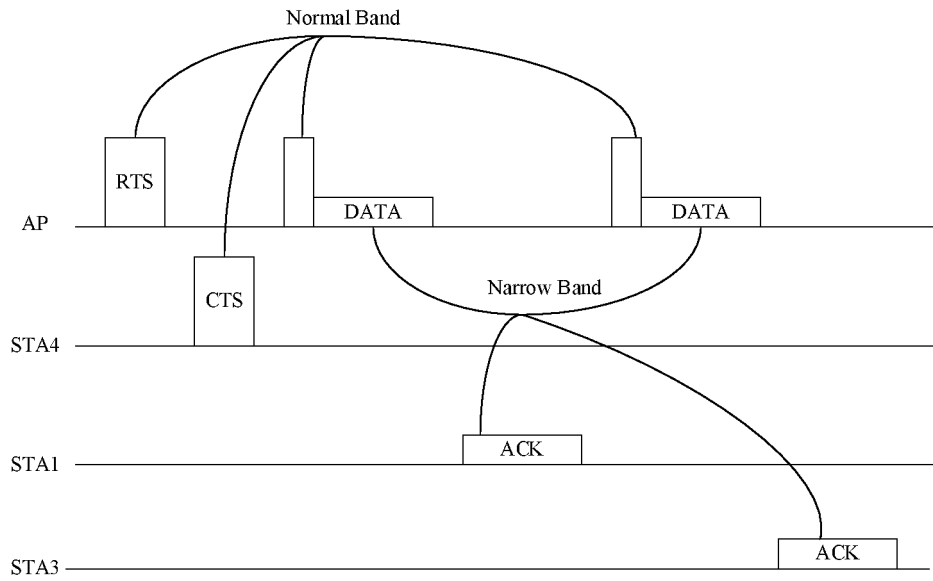 Normal Band
RTS
DATA
DATA
AP
CTS
Narrow Band
STA4
ACK
STA1
ACK
STA3